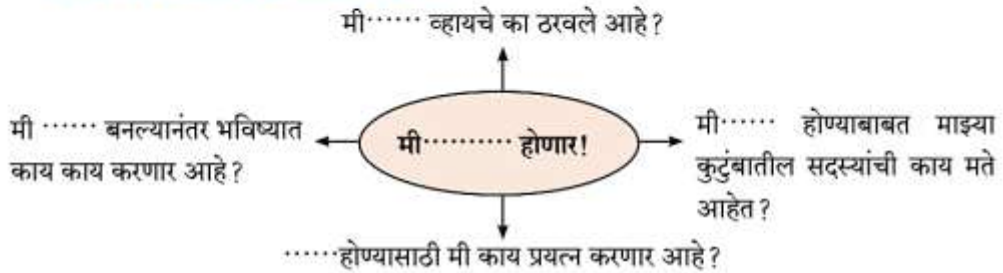 मी······ व्हायचे का ठरवले आहे?
मी ······ बनल्यानंतर भविष्यात
काय काय करणार आहे?
मी·········· होणार!
मी······ होण्याबाबत माझ्या
कुटुंबातील सदस्यांची काय मते
आहेत?
······होण्यासाठी मी काय प्रयत्न करणार आहे?